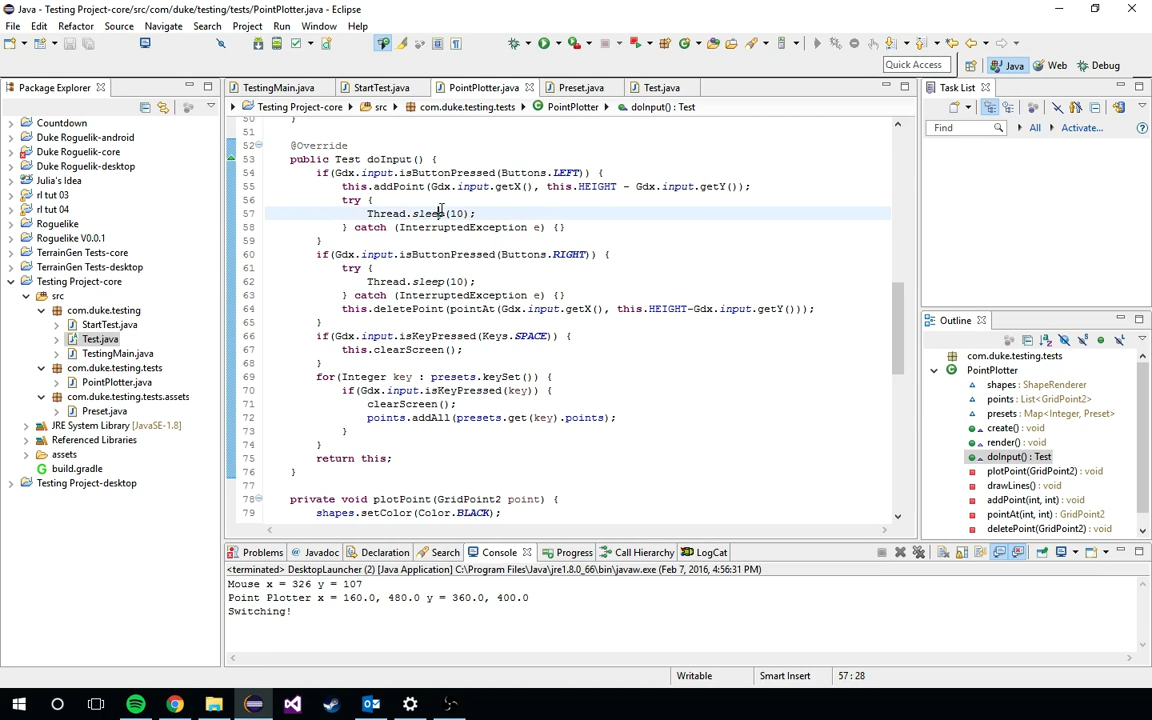 Java - Testing Project-core/src/com/duke/testing/tests/PointPlotter.java - Eclipse
File Edit Refactor Source Navigate Search Project Run Window Help
Quick Access
Java
Web
Debug
Package Explorer
Countdown
Duke Roguelik-android
Duke Roguelik-core
Duke Roguelik-desktop
Julia's Idea
rl tut 03
rl tut 04
Roguelike
Roguelike V0.0.1
TerrainGen Tests-core
TerrainGen Tests-desktop
Testing Project-core
src
com.duke.testing
StartTest.java
Test.java
TestingMain.java
com.duke.testing.tests
PointPlotter.java
com.duke.testing.tests.assets
Preset.java
JRE System Library [JavaSE-1.8]
Referenced Libraries
assets
build.gradle
Testing Project-desktop
TestingMain.java StartTest.java PointPlotter.java Preset.java Test.java
Testing Project-core src com.duke.testing.tests PointPlotter doInput() : Test
50 }
51
52 @Override
53 public Test doInput() {
54 if(Gdx.input.isButtonPressed(Buttons.LEFT)) {
55 this.addPoint(Gdx.input.getX(), this.HEIGHT - Gdx.input.getY());
56 try {
57 Thread.sleep(10);
58 } catch (InterruptedException e) {}
59 }
60 if(Gdx.input.isButtonPressed(Buttons.RIGHT)) {
61 try {
62 Thread.sleep(10);
63 } catch (InterruptedException e) {}
64 this.deletePoint(pointAt(Gdx.input.getX(), this.HEIGHT-Gdx.input.getY()));
65 }
66 if(Gdx.input.isKeyPressed(Keys.SPACE)) {
67 this.clearScreen();
68 }
69 for(Integer key : presets.keySet()) {
70 if(Gdx.input.isKeyPressed(key)) {
71 clearScreen();
72 points.addAll(presets.get(key).points);
73 }
74 }
75 return this;
76 }
77
78 private void plotPoint(GridPoint2 point) {
79 shapes.setColor(Color.BLACK);
Task List
Find
All
Activate...
Outline
com.duke.testing.tests
PointPlotter
shapes : ShapeRenderer
points : List<GridPoint2>
presets : Map<Integer, Preset>
create() : void
render() : void
doInput() : Test
plotPoint(GridPoint2) : void
drawLines() : void
addPoint(int, int) : void
pointAt(int, int) : GridPoint2
deletePoint(GridPoint2) : void
Problems Javadoc Declaration Search Console Progress Call Hierarchy LogCat
<terminated> DesktopLauncher (2) [Java Application] C:\Program Files\Java\jre1.8.0_66\bin\javaw.exe (Feb 7, 2016, 4:56:31 PM)
Mouse x = 326 y = 107
Point Plotter x = 160.0, 480.0 y = 360.0, 400.0
Switching!
Writable
Smart Insert
57 : 28